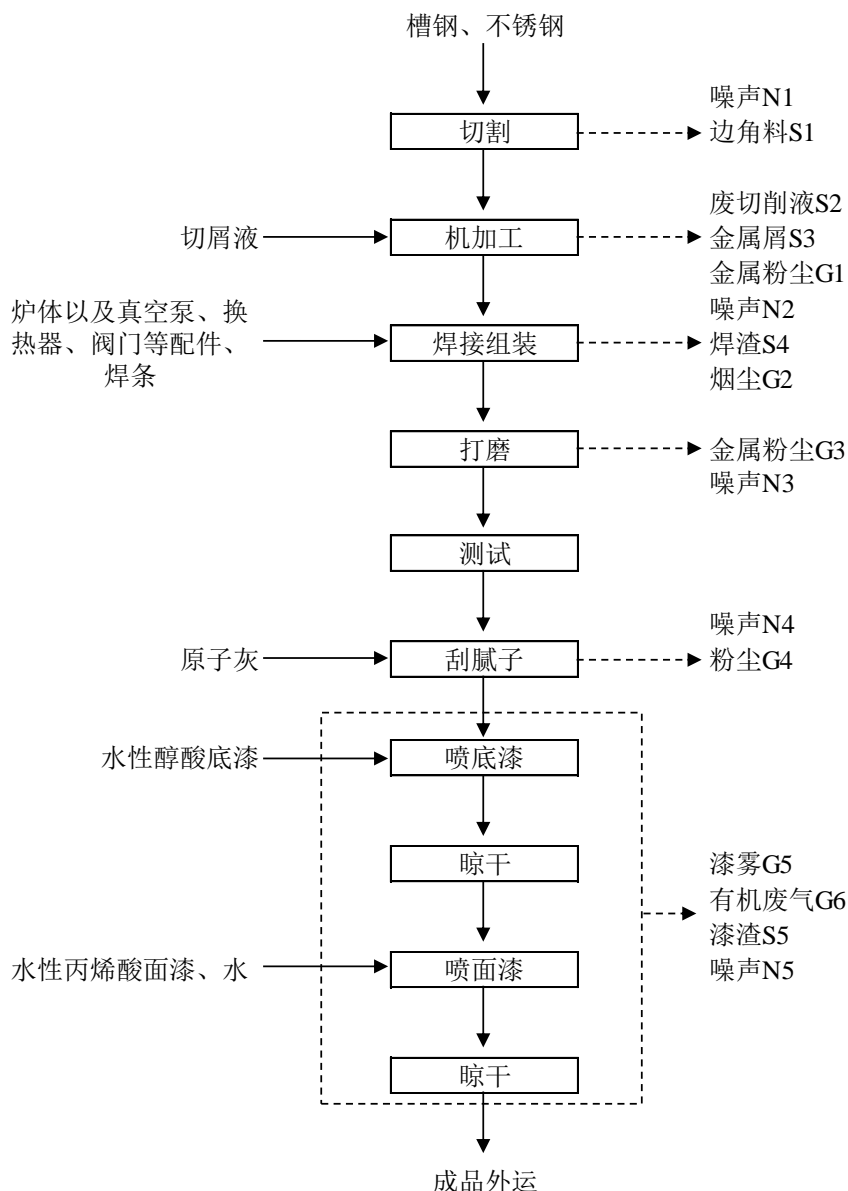 槽钢、不锈钢
切割
噪声N1
边角料S1
切屑液
机加工
废切削液S2
金属屑S3
金属粉尘G1
炉体以及真空泵、换
热器、阀门等配件、
焊条
焊接组装
噪声N2
焊渣S4
烟尘G2
打磨
金属粉尘G3
噪声N3
测试
原子灰
刮腻子
噪声N4
粉尘G4
水性醇酸底漆
喷底漆
晾干
漆雾G5
有机废气G6
漆渣S5
噪声N5
水性丙烯酸面漆、水
喷面漆
晾干
成品外运